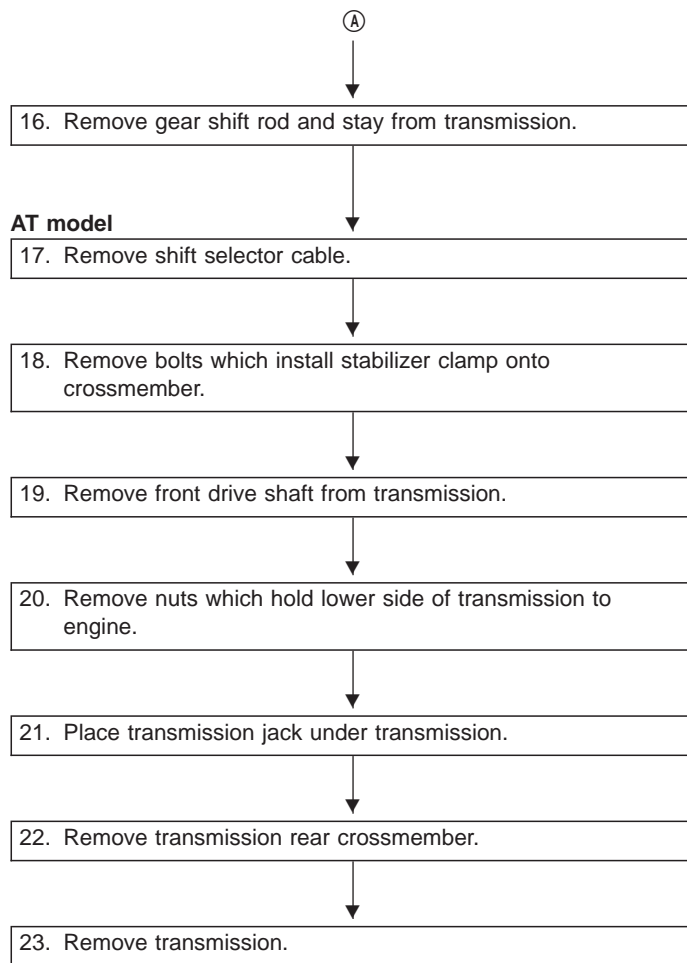 Ⓐ
16. Remove gear shift rod and stay from transmission.
AT model
17. Remove shift selector cable.
18. Remove bolts which install stabilizer clamp onto
crossmember.
19. Remove front drive shaft from transmission.
20. Remove nuts which hold lower side of transmission to
engine.
21. Place transmission jack under transmission.
22. Remove transmission rear crossmember.
23. Remove transmission.